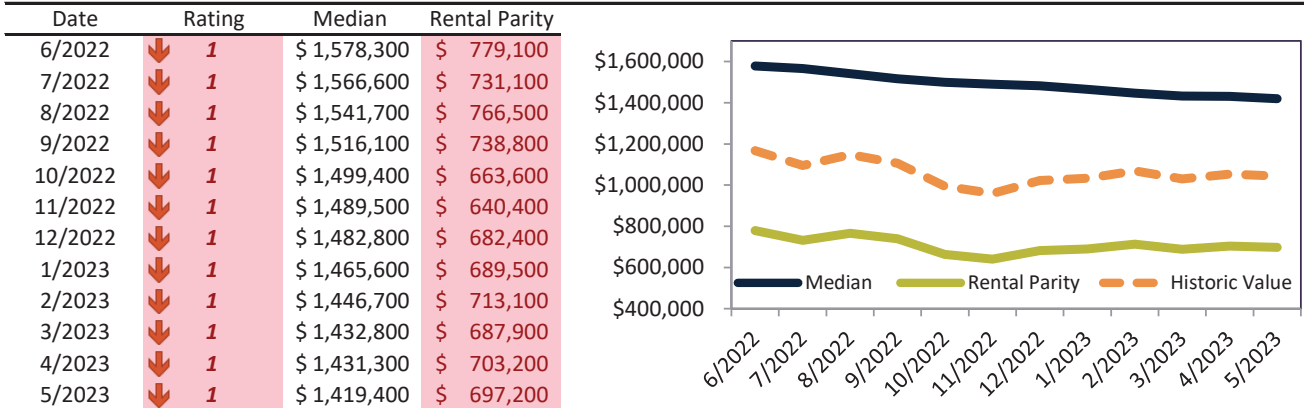 Date Rating Median Rental Parity
6/2022 1 $ 1,578,300 $ 779,100
7/2022 1 $ 1,566,600 $ 731,100
8/2022 1 $ 1,541,700 $ 766,500
9/2022 1 $ 1,516,100 $ 738,800
10/2022 1 $ 1,499,400 $ 663,600
11/2022 1 $ 1,489,500 $ 640,400
12/2022 1 $ 1,482,800 $ 682,400
1/2023 1 $ 1,465,600 $ 689,500
2/2023 1 $ 1,446,700 $ 713,100
3/2023 1 $ 1,432,800 $ 687,900
4/2023 1 $ 1,431,300 $ 703,200
5/2023 1 $ 1,419,400 $ 697,200
$1,600,000
$1,400,000
$1,200,000
$1,000,000
$800,000
$600,000
$400,000
Median Rental Parity Historic Value
6/2022 7/2022 8/2022 9/2022 10/2022 11/2022 12/2022 1/2023 2/2023 3/2023 4/2023 5/2023